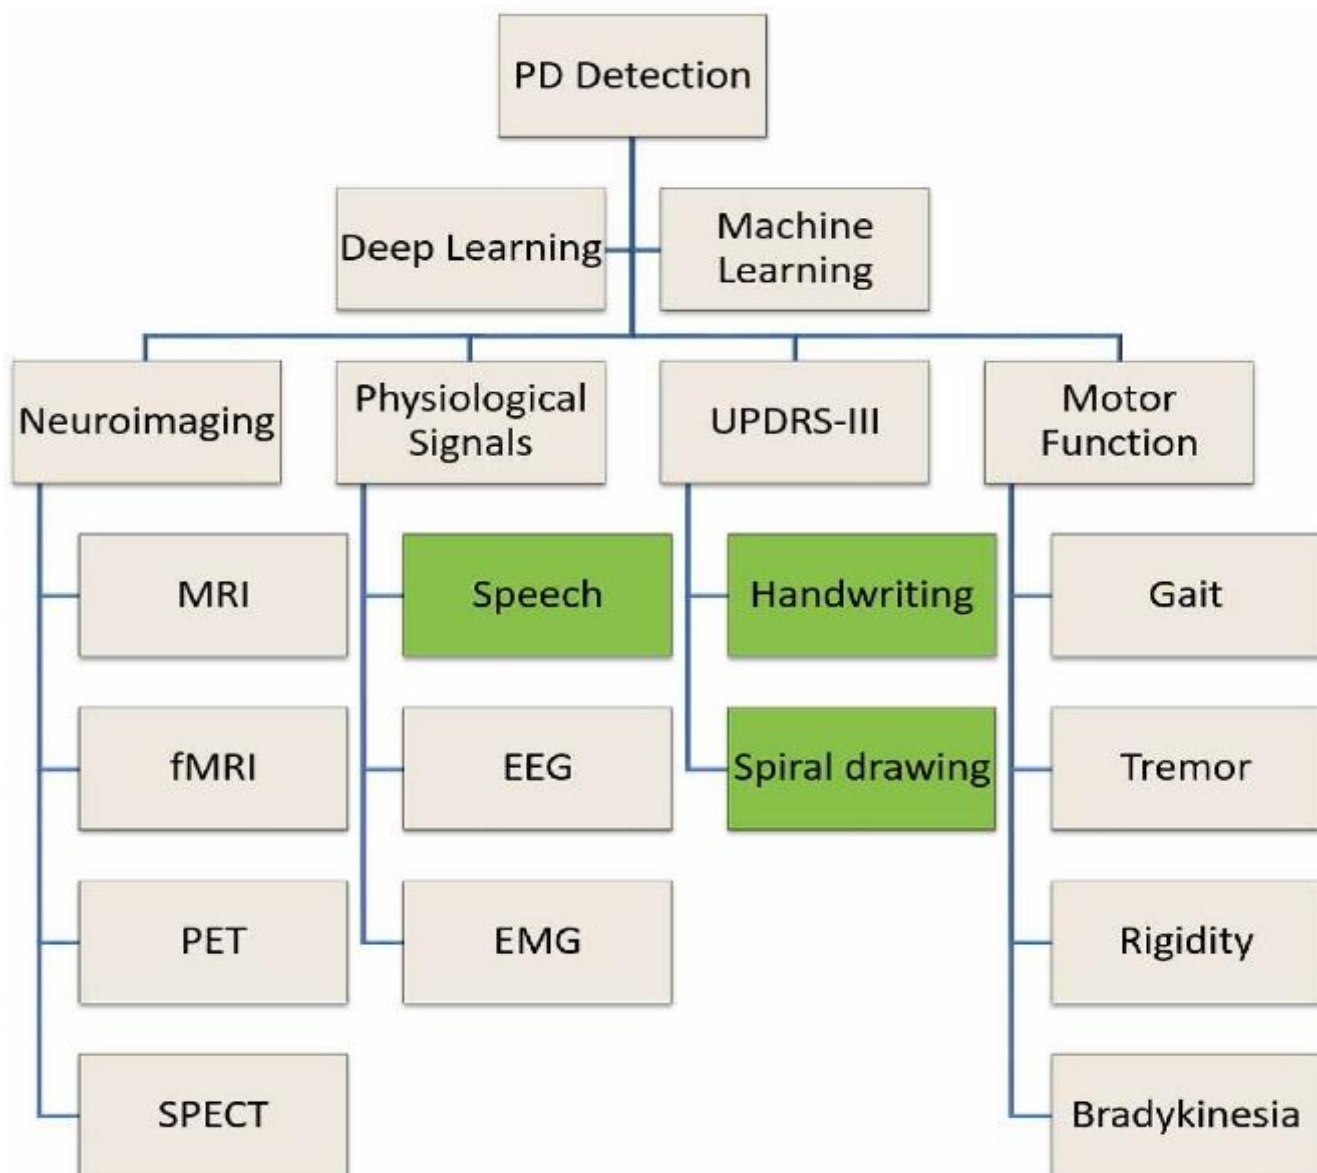 PD Detection
Deep Learning
Machine
Learning
Neuroimaging
Physiological
Signals
UPDRS-III
Motor
Function
MRI
Speech
Handwriting
Gait
fMRI
EEG
Spiral drawing
Tremor
PET
EMG
Rigidity
SPECT
Bradykinesia